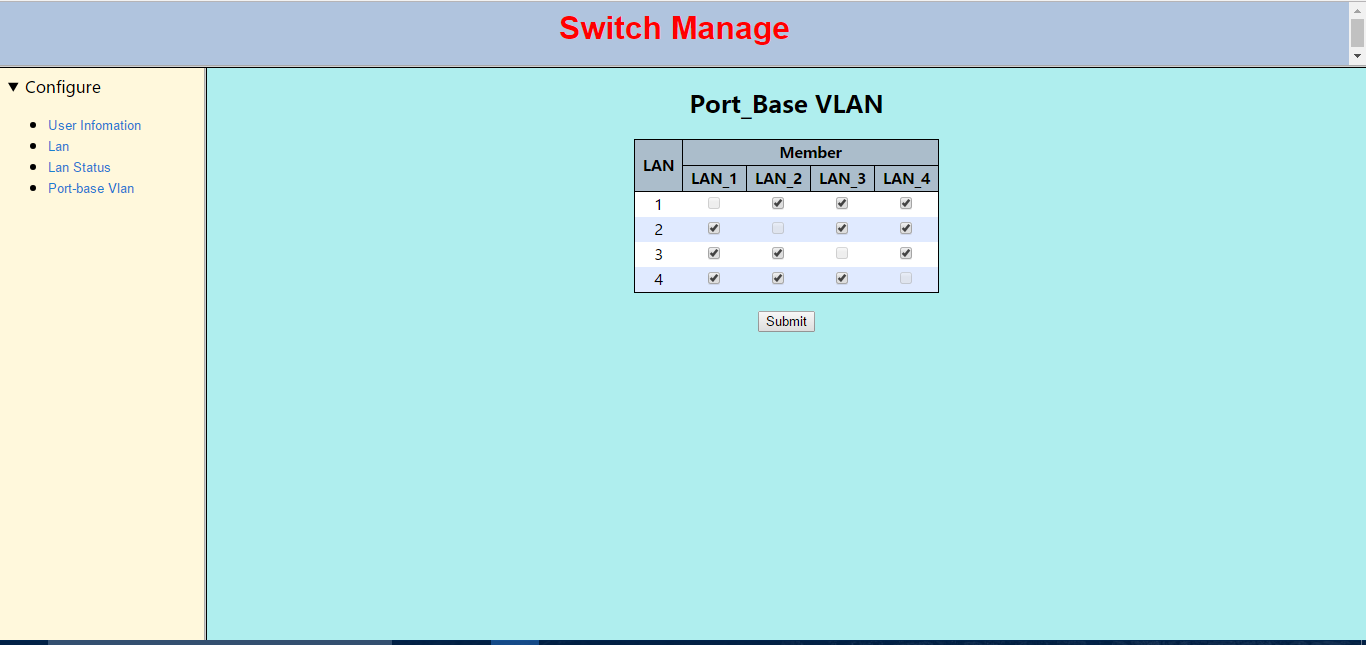 Switch Manage
Configure
User Infomation
Lan
Lan Status
Port-base Vlan
Port_Base VLAN
LAN Member
LAN_1 LAN_2 LAN_3 LAN_4
1
2
3
4
Submit